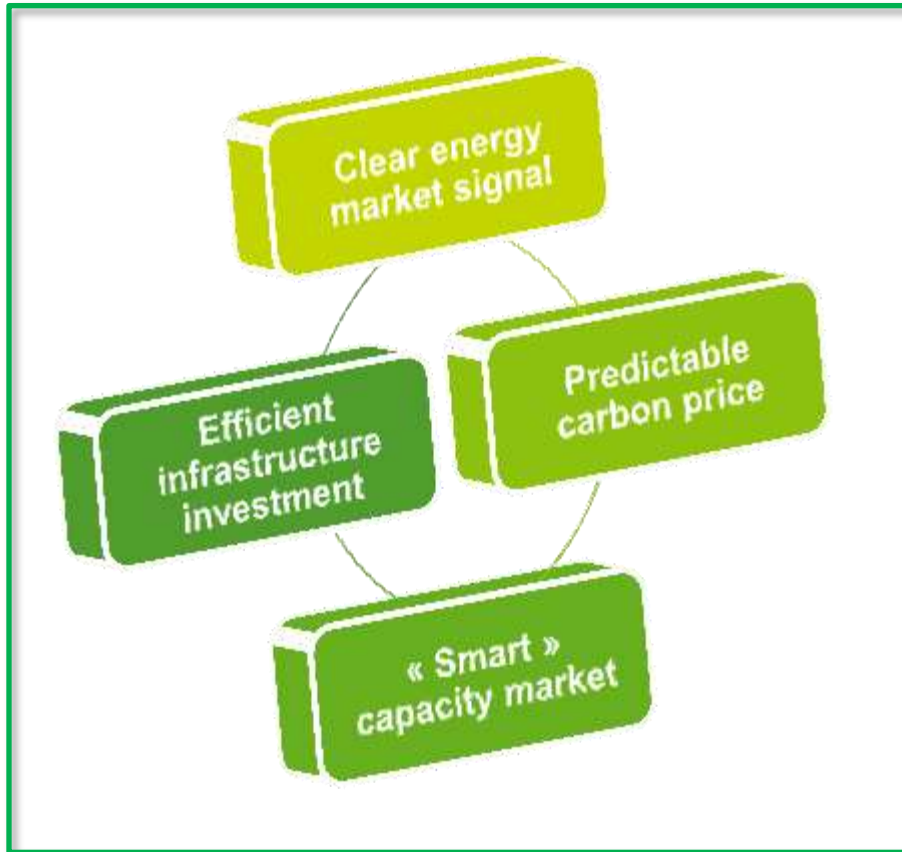 Clear energy
market signal
Predictable
carbon price
Efficient
infrastructure
investment
« Smart »
capacity market